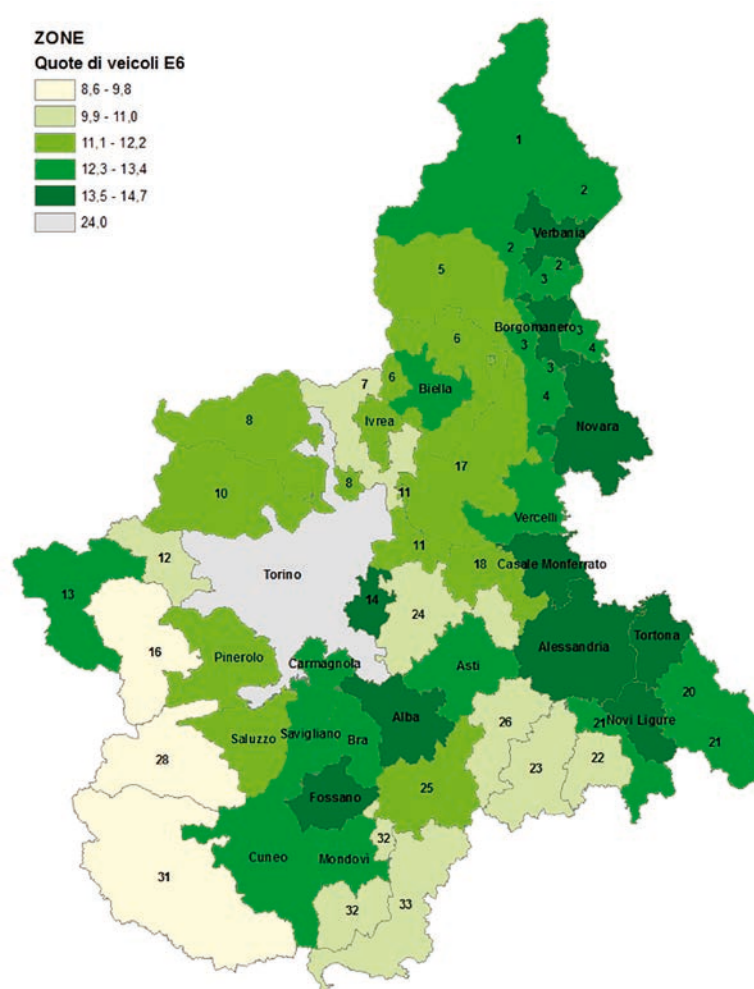 ZONE
Quote di veicoli E6
8,6 - 9,8
9,9 - 11,0
11,1 - 12,2
12,3 - 13,4
13,5 - 14,7
24,0
1
2
Verbania
2
2
5
3
Borgomanero
3
6
3
4
3
7
6
Biella
4
8
Ivrea
Novara
17
8
10
11
Vercelli
11
12
18
Casale Monferrato
Torino
13
14
24
Alessandria
Tortona
16
Pinerolo
Carmagnola
Asti
20
Alba
26
21
Novi Ligure
Saluzzo
Savigliano
Bra
21
28
23
22
25
Fossano
32
Cuneo
Mondovì
31
32
33